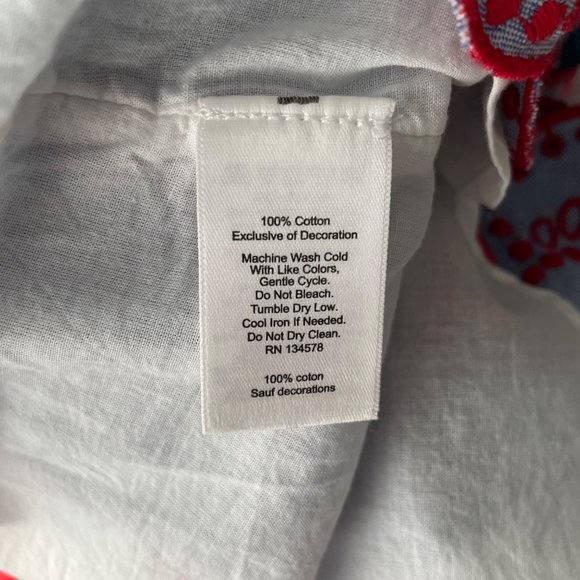 100% Cotton
Exclusive of Decoration
Machine Wash Cold
With Like Colors,
Gentle Cycle.
Do Not Bleach.
Tumble Dry Low.
Cool Iron If Needed.
Do Not Dry Clean.
RN 134578
100% coton
Sauf decorations